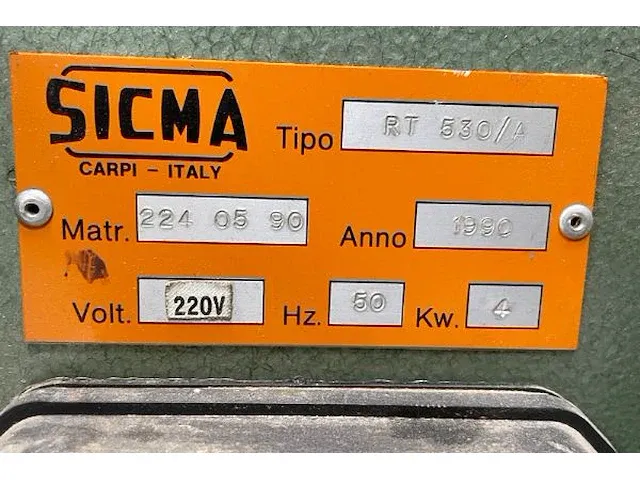 SICMA
CARPI - ITALY
Tipo RT 530/A
Matr. 224 05 90 Anno 1990
Volt. 220V Hz. 50 Kw. 4